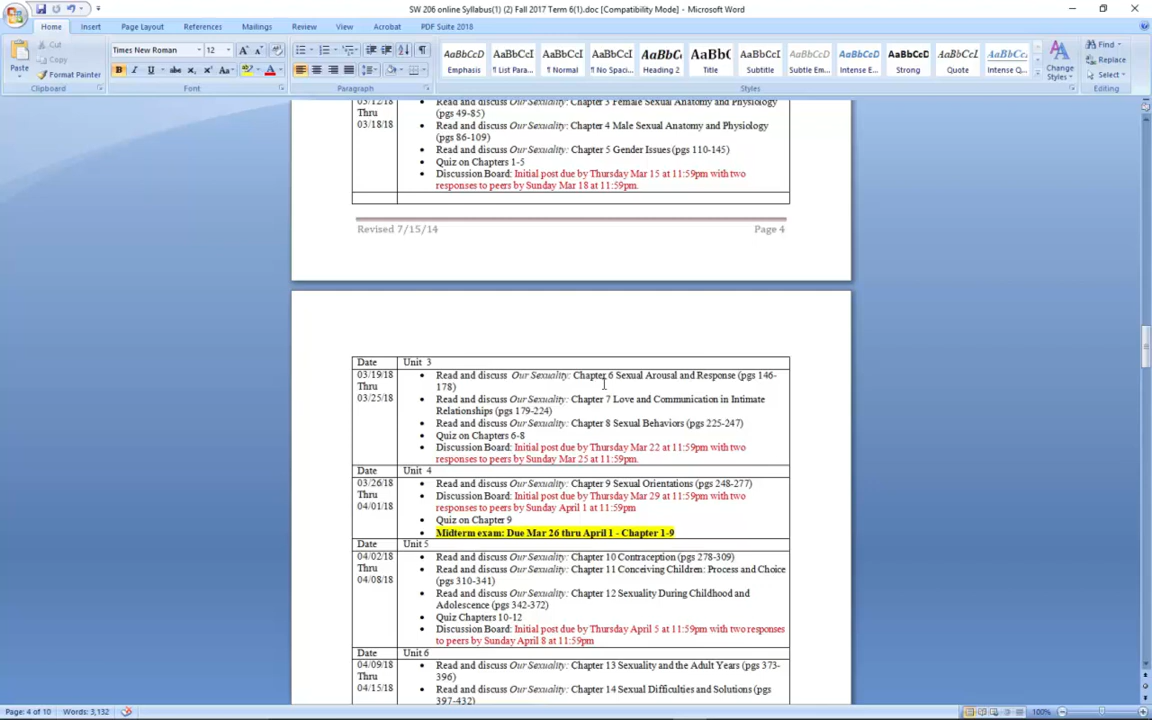 SW 206 online Syllabus(1) (2) Fall 2017 Term 6(1).doc [Compatibility Mode] - Microsoft Word
Home Insert Page Layout References Mailings Review View Acrobat PDF Suite 2018
Cut
Copy
Paste
Format Painter
Clipboard
Times New Roman 12
Font
Paragraph
AaBbCcD AaBbCcI AaBbCcD AaBbCcD AaBbCc AaBb( AaBbCcI AaBbCcD AaBbCcD AaBbCcD AaBbCcD AaBbCcD
Emphasis ¶ List Para... ¶ Normal ¶ No Spaci... Heading 2 Title Subtitle Subtle Em... Intense E... Strong Quote Intense Q...
Change
Styles
Styles
Find
Replace
Select
Editing
03/12/18
Thru
03/18/18
Read and discuss Our Sexuality: Chapter 3 Female Sexual Anatomy and Physiology
(pgs 49-85)
• Read and discuss Our Sexuality: Chapter 4 Male Sexual Anatomy and Physiology
(pgs 86-109)
• Read and discuss Our Sexuality: Chapter 5 Gender Issues (pgs 110-145)
• Quiz on Chapters 1-5
• Discussion Board: Initial post due by Thursday Mar 15 at 11:59pm with two
responses to peers by Sunday Mar 18 at 11:59pm.
Revised 7/15/14 Page 4
Date Unit 3
03/19/18
Thru
03/25/18
• Read and discuss Our Sexuality: Chapter 6 Sexual Arousal and Response (pgs 146-
178)
• Read and discuss Our Sexuality: Chapter 7 Love and Communication in Intimate
Relationships (pgs 179-224)
• Read and discuss Our Sexuality: Chapter 8 Sexual Behaviors (pgs 225-247)
• Quiz on Chapters 6-8
• Discussion Board: Initial post due by Thursday Mar 22 at 11:59pm with two
responses to peers by Sunday Mar 25 at 11:59pm.
Date Unit 4
03/26/18
Thru
04/01/18
• Read and discuss Our Sexuality: Chapter 9 Sexual Orientations (pgs 248-277)
• Discussion Board: Initial post due by Thursday Mar 29 at 11:59pm with two
responses to peers by Sunday April 1 at 11:59pm
• Quiz on Chapter 9
• Midterm exam: Due Mar 26 thru April 1 - Chapter 1-9
Date Unit 5
04/02/18
Thru
04/08/18
• Read and discuss Our Sexuality: Chapter 10 Contraception (pgs 278-309)
• Read and discuss Our Sexuality: Chapter 11 Conceiving Children: Process and Choice
(pgs 310-341)
• Read and discuss Our Sexuality: Chapter 12 Sexuality During Childhood and
Adolescence (pgs 342-372)
• Quiz Chapters 10-12
• Discussion Board: Initial post due by Thursday April 5 at 11:59pm with two responses
to peers by Sunday April 8 at 11:59pm
Date Unit 6
04/09/18
Thru
04/15/18
• Read and discuss Our Sexuality: Chapter 13 Sexuality and the Adult Years (pgs 373-
396)
• Read and discuss Our Sexuality: Chapter 14 Sexual Difficulties and Solutions (pgs
397-432)
Page: 4 of 10 Words: 3,132 100%